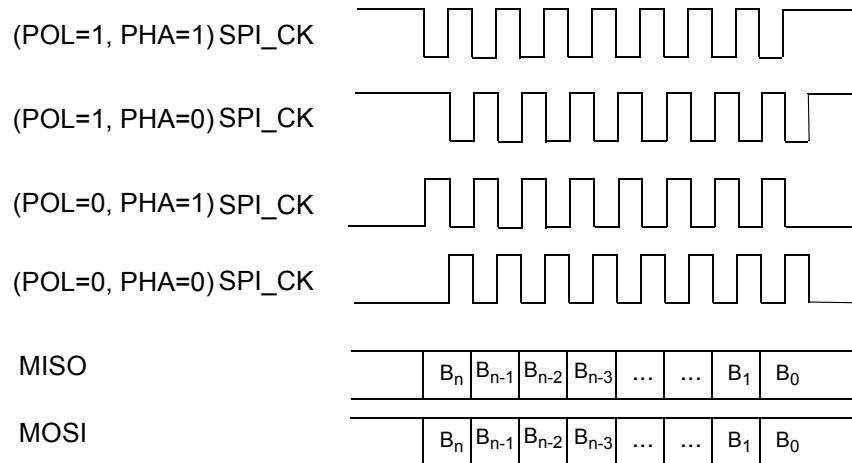 (POL=1, PHA=1) SPI_CK
(POL=1, PHA=0) SPI_CK
(POL=0, PHA=1) SPI_CK
(POL=0, PHA=0) SPI_CK
MISO Bn Bn-1 Bn-2 Bn-3 ... ... B1 B0
MOSI Bn Bn-1 Bn-2 Bn-3 ... ... B1 B0